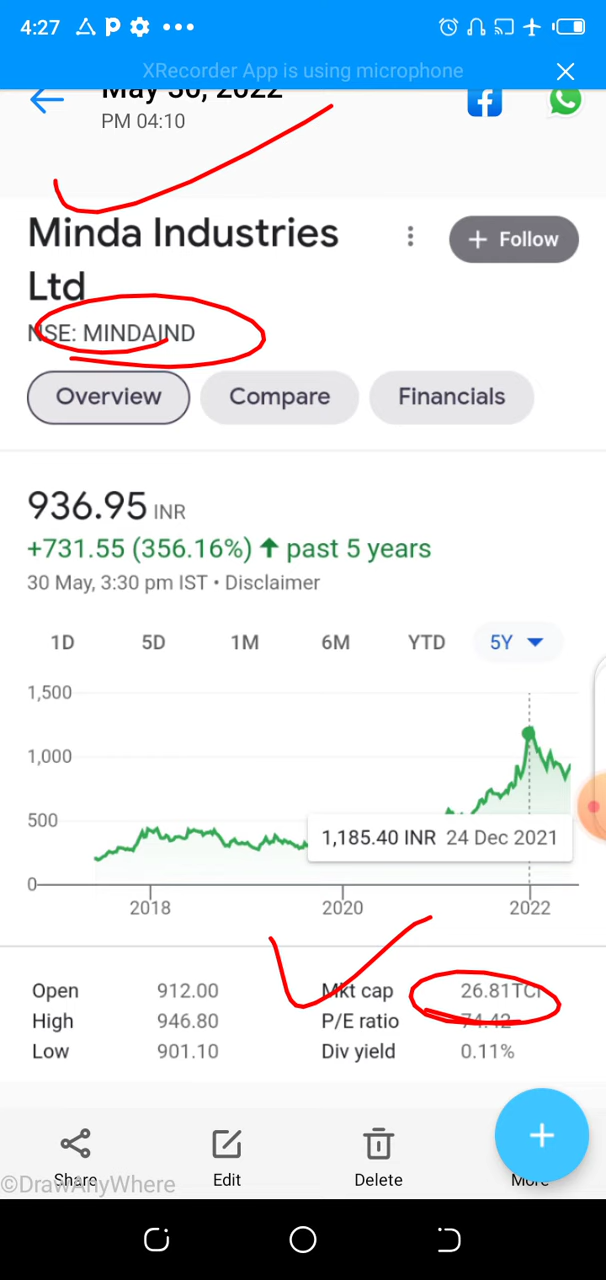 4:27
XRecorder App is using microphone
May 30, 2022
PM 04:10
Minda Industries
Ltd
NSE: MINDAIND
+ Follow
Overview
Compare
Financials
936.95 INR
+731.55 (356.16%) ↑ past 5 years
30 May, 3:30 pm IST • Disclaimer
1D 5D 1M 6M YTD 5Y
1,500
1,000
500
1,185.40 INR 24 Dec 2021
0
2018 2020 2022
Open 912.00 Mkt cap 26.81TCr
High 946.80 P/E ratio 74.42
Low 901.10 Div yield 0.11%
Share Edit Delete More
©DrawAnyWhere